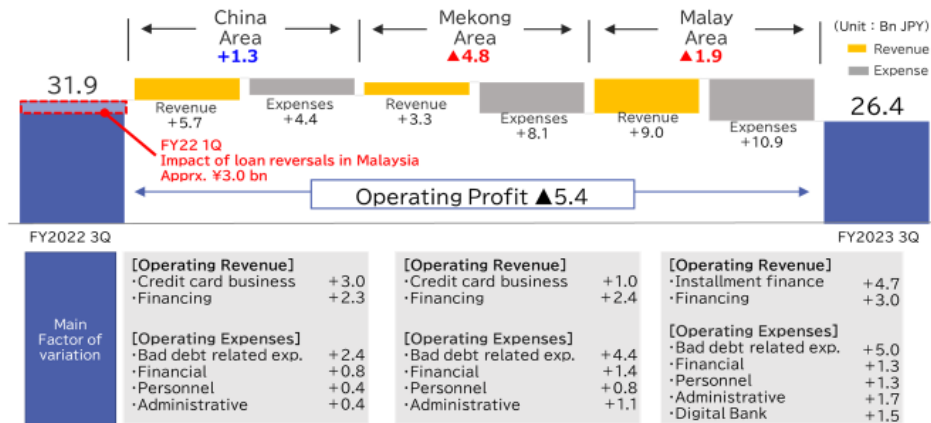 China
Area
+1.3
Mekong
Area
▲4.8
Malay
Area
▲1.9
(Unit：Bn JPY)
Revenue
Expense
31.9
Revenue
+5.7
Expenses
+4.4
Revenue
+3.3
Expenses
+8.1
Revenue
+9.0
Expenses
+10.9
26.4
FY22 1Q
Impact of loan reversals in Malaysia
Apprx. ¥3.0 bn
Operating Profit ▲5.4
FY2022 3Q
FY2023 3Q
Main
Factor of
variation
[Operating Revenue]
・Credit card business +3.0
・Financing +2.3
[Operating Expenses]
・Bad debt related exp. +2.4
・Financial +0.8
・Personnel +0.4
・Administrative +0.4
[Operating Revenue]
・Credit card business +1.0
・Financing +2.4
[Operating Expenses]
・Bad debt related exp. +4.4
・Financial +1.4
・Personnel +0.8
・Administrative +1.1
[Operating Revenue]
・Installment finance +4.7
・Financing +3.0
[Operating Expenses]
・Bad debt related exp. +5.0
・Financial +1.3
・Personnel +1.3
・Administrative +1.7
・Digital Bank +1.5